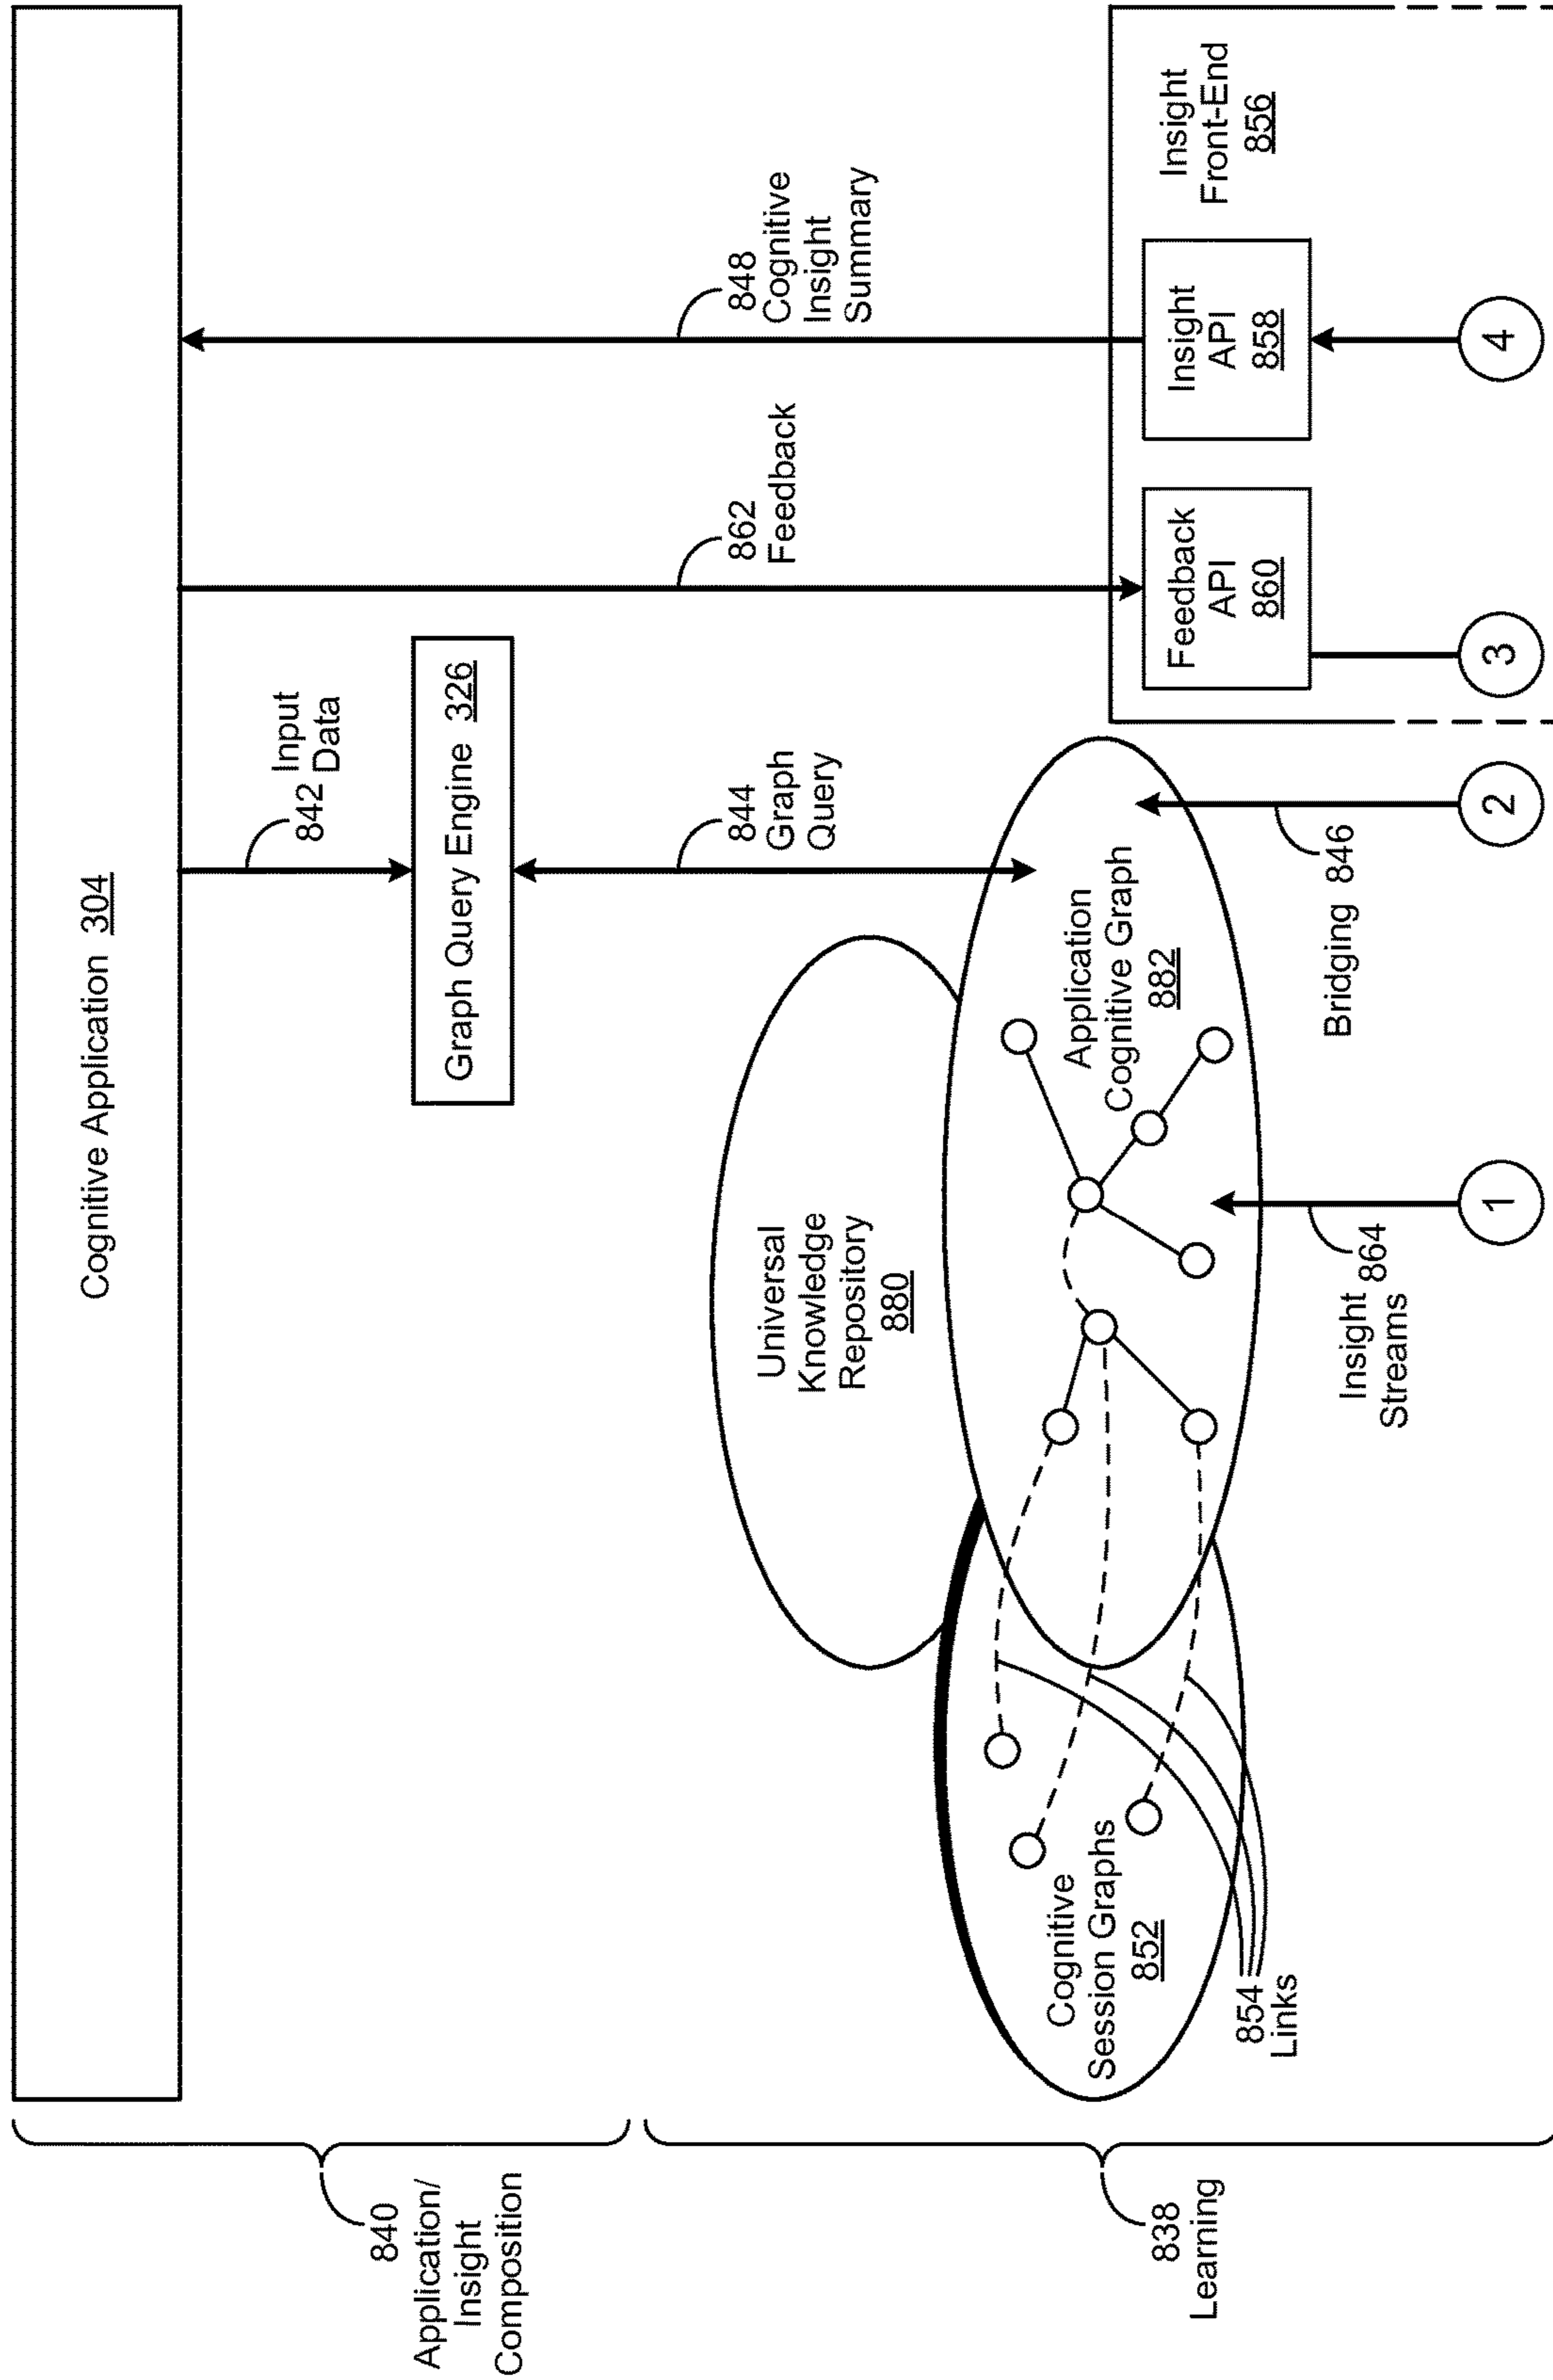 Cognitive Application 304
840
Application/
Insight
Composition
842 Input
Data
Graph Query Engine 326
844
Graph
Query
862
Feedback
848
Cognitive
Insight
Summary
838
Learning
Universal
Knowledge
Repository
880
Cognitive
Session Graphs
852
854
Links
Application
Cognitive Graph
882
Insight 864
Streams
Bridging 846
Feedback
API
860
Insight
API
858
Insight
Front-End
856
1
2
3
4